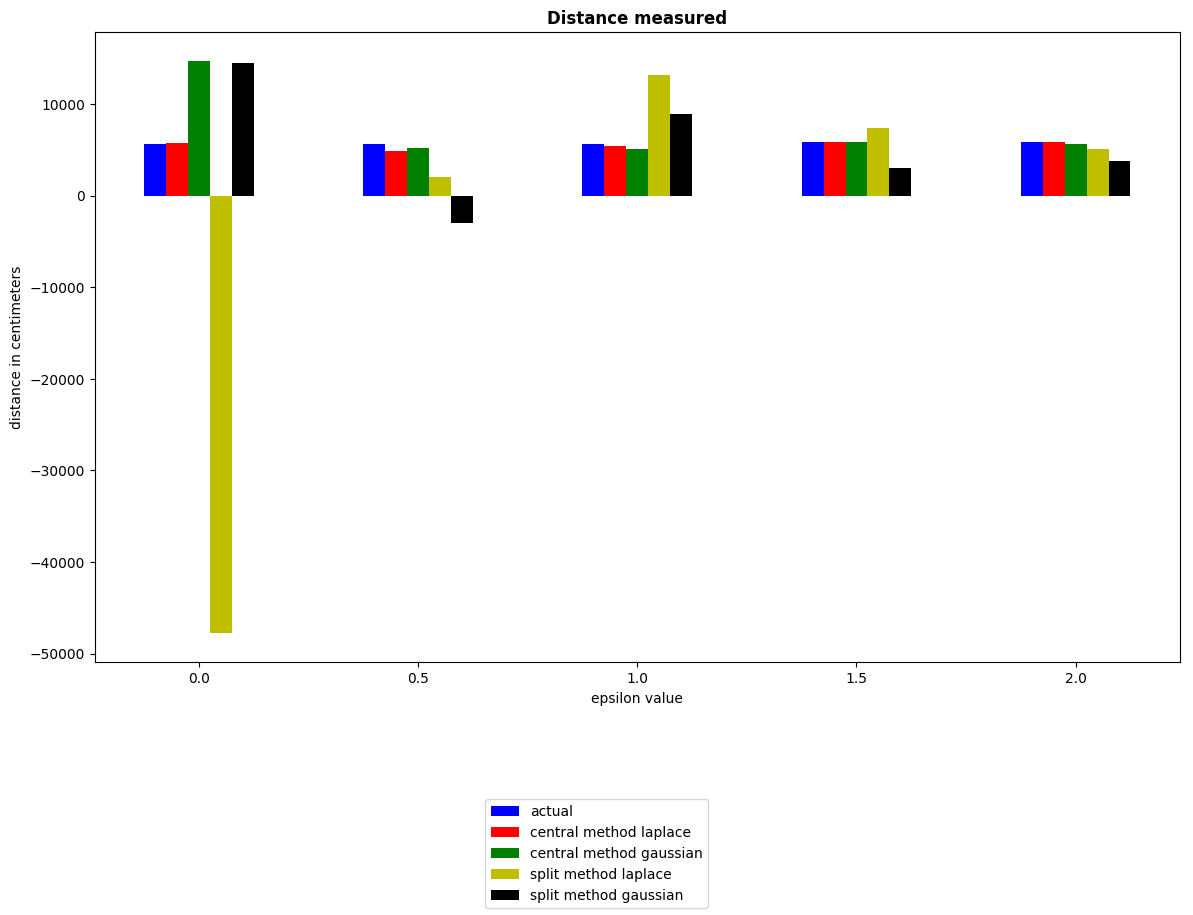 Distance measured
distance in centimeters
10000
0
−10000
−20000
−30000
−40000
−50000
0.0 0.5 1.0 1.5 2.0
epsilon value
actual
central method laplace
central method gaussian
split method laplace
split method gaussian